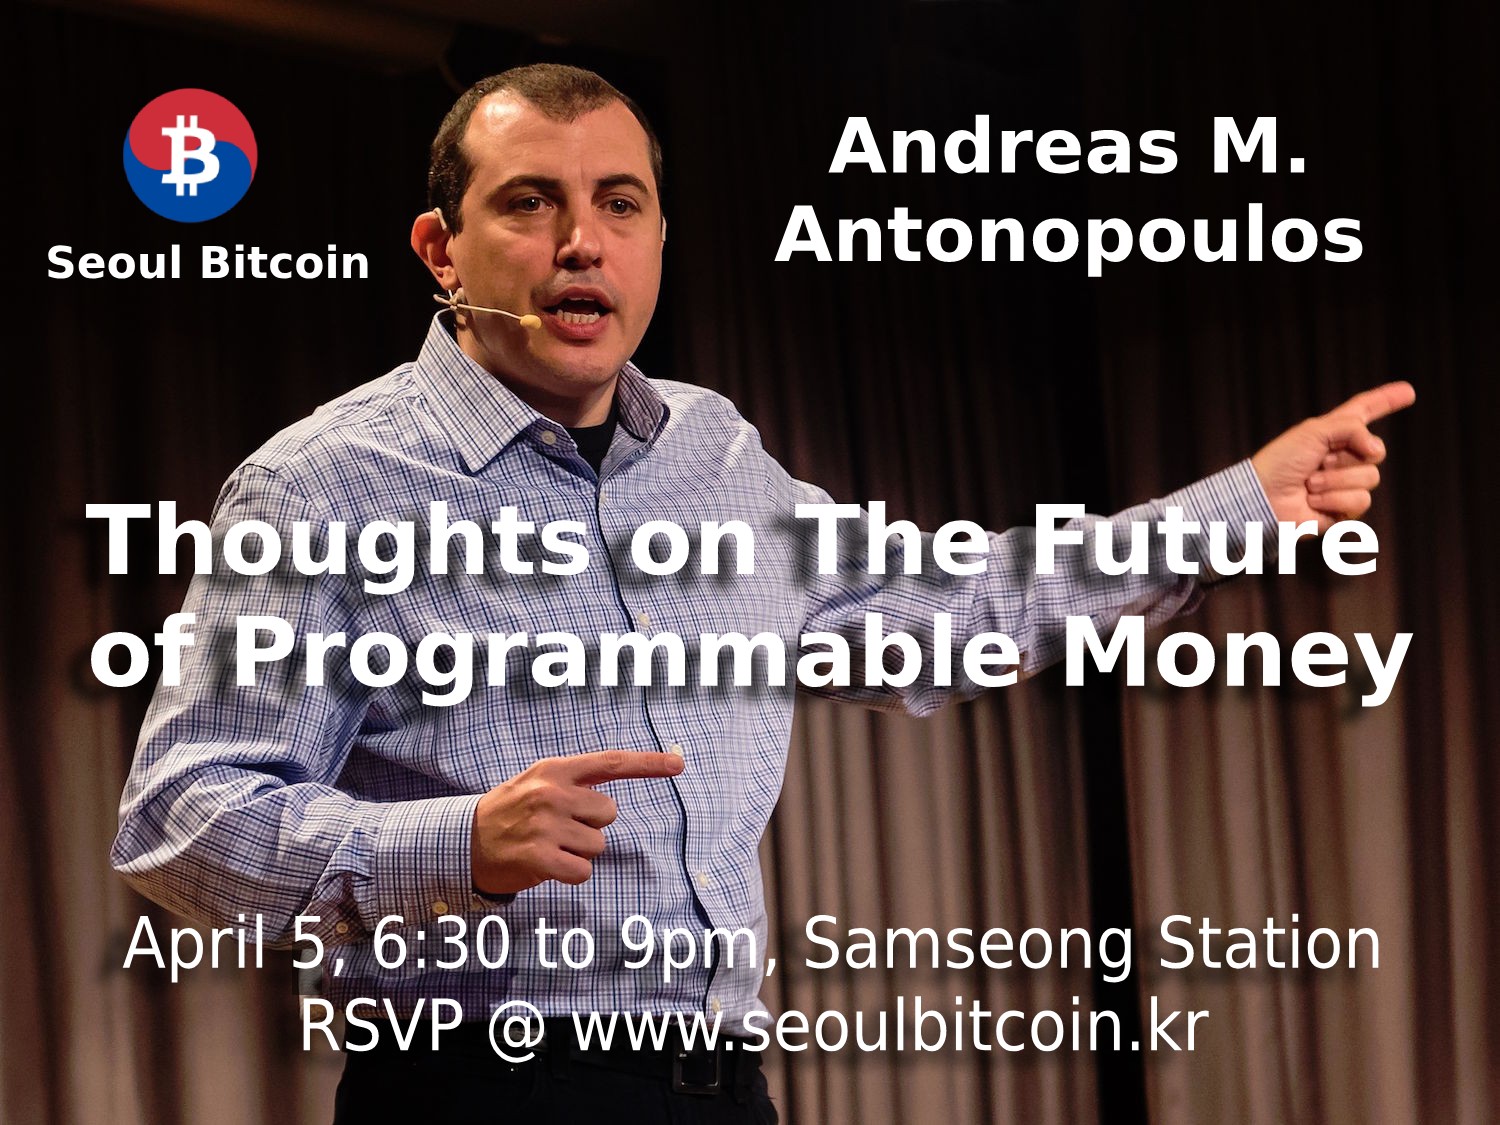 Seoul Bitcoin
Andreas M.
Antonopoulos
Thoughts on The Future
of Programmable Money
April 5, 6:30 to 9pm, Samseong Station
RSVP @ www.seoulbitcoin.kr